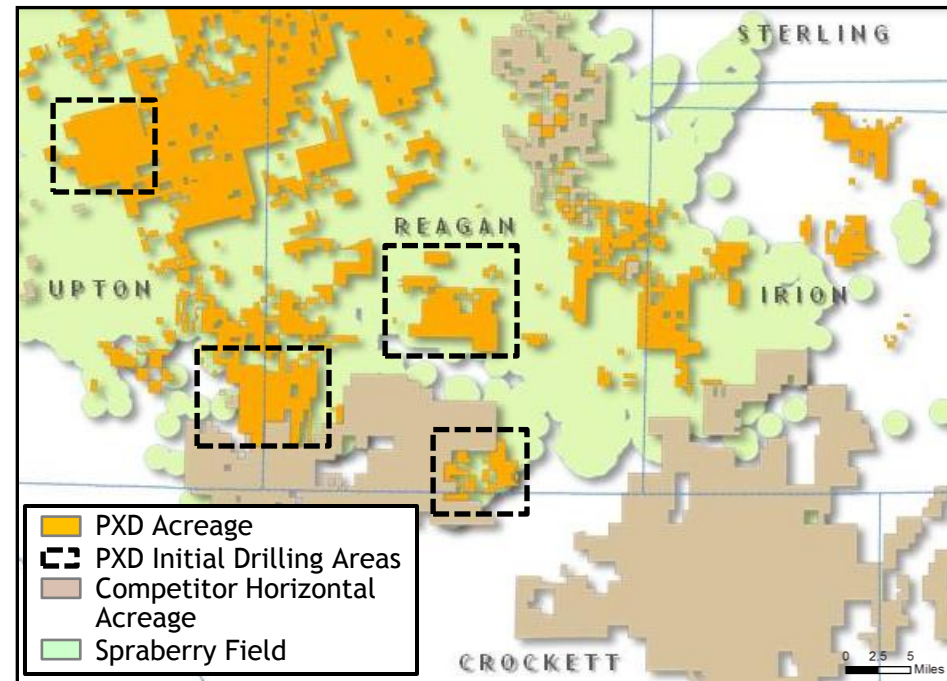 STERLING
REAGAN
UPTON
IRION
PXD Acreage
PXD Initial Drilling Areas
Competitor Horizontal
Acreage
Spraberry Field
CROCKETT
0 2.5 5
Miles